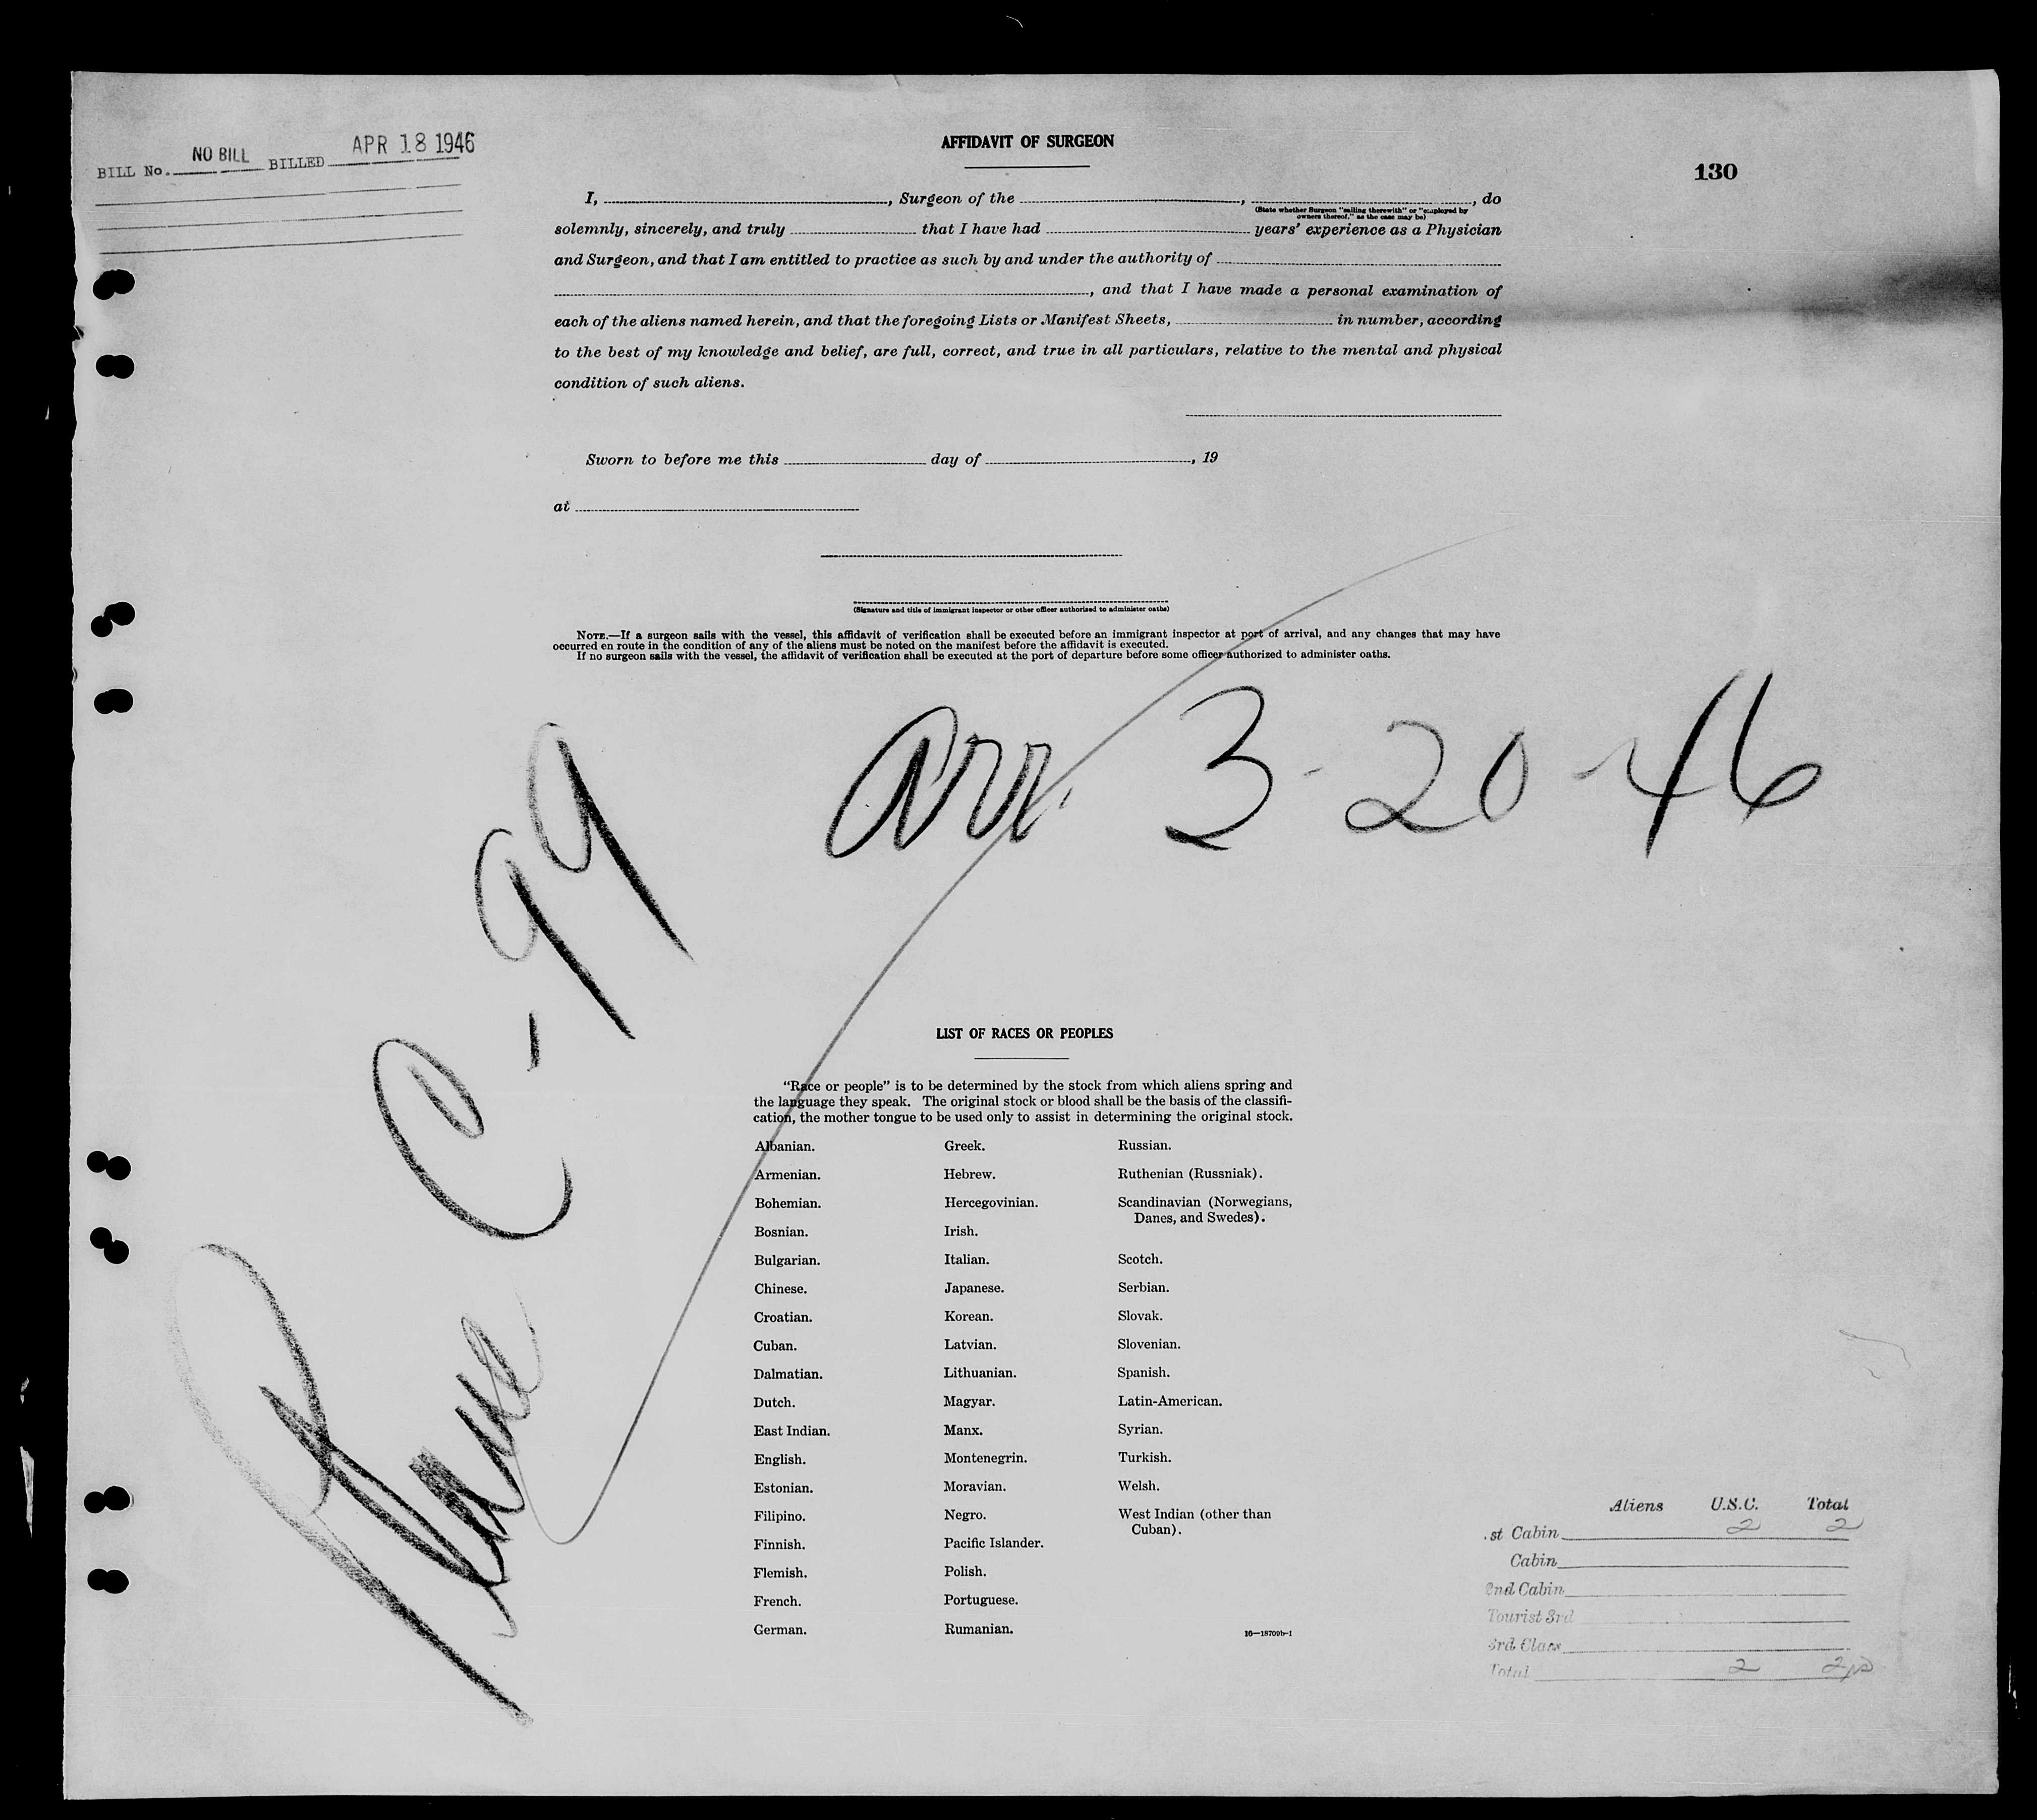 BILL No. NO BILL BILLED APR 18 1946
AFFIDAVIT OF SURGEON
130
I, , Surgeon of the , , do
(State whether Surgeon "sailing therewith" or "employed by
owners thereof," as the case may be)
solemnly, sincerely, and truly that I have had years' experience as a Physician
and Surgeon, and that I am entitled to practice as such by and under the authority of
, and that I have made a personal examination of
each of the aliens named herein, and that the foregoing Lists or Manifest Sheets, in number, according
to the best of my knowledge and belief, are full, correct, and true in all particulars, relative to the mental and physical
condition of such aliens.
Sworn to before me this day of , 19
at
(Signature and title of immigrant inspector or other officer authorized to administer oaths)
NOTE.—If a surgeon sails with the vessel, this affidavit of verification shall be executed before an immigrant inspector at port of arrival, and any changes that may have
occurred en route in the condition of any of the aliens must be noted on the manifest before the affidavit is executed.
If no surgeon sails with the vessel, the affidavit of verification shall be executed at the port of departure before some officer authorized to administer oaths.
arr. 3-20-46
Plane C-99
LIST OF RACES OR PEOPLES
"Race or people" is to be determined by the stock from which aliens spring and
the language they speak. The original stock or blood shall be the basis of the classifi-
cation, the mother tongue to be used only to assist in determining the original stock.
Albanian. Greek. Russian.
Armenian. Hebrew. Ruthenian (Russniak).
Bohemian. Hercegovinian. Scandinavian (Norwegians,
Danes, and Swedes).
Bosnian. Irish.
Bulgarian. Italian. Scotch.
Chinese. Japanese. Serbian.
Croatian. Korean. Slovak.
Cuban. Latvian. Slovenian.
Dalmatian. Lithuanian. Spanish.
Dutch. Magyar. Latin-American.
East Indian. Manx. Syrian.
English. Montenegrin. Turkish.
Estonian. Moravian. Welsh.
Filipino. Negro. West Indian (other than
Cuban).
Finnish. Pacific Islander.
Flemish. Polish.
French. Portuguese.
German. Rumanian.
16—18709b-1
Aliens U.S.C. Total
st Cabin 2 2
Cabin
2nd Cabin
Tourist 3rd
3rd Class
Total 2 2